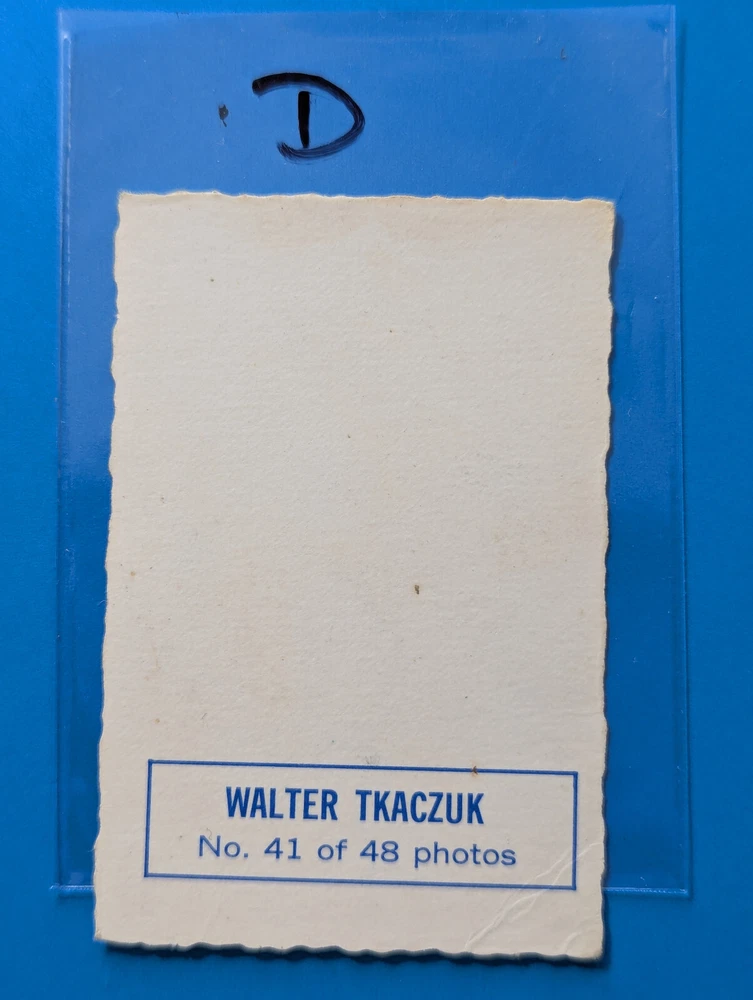 D
WALTER TKACZUK
No. 41 of 48 photos